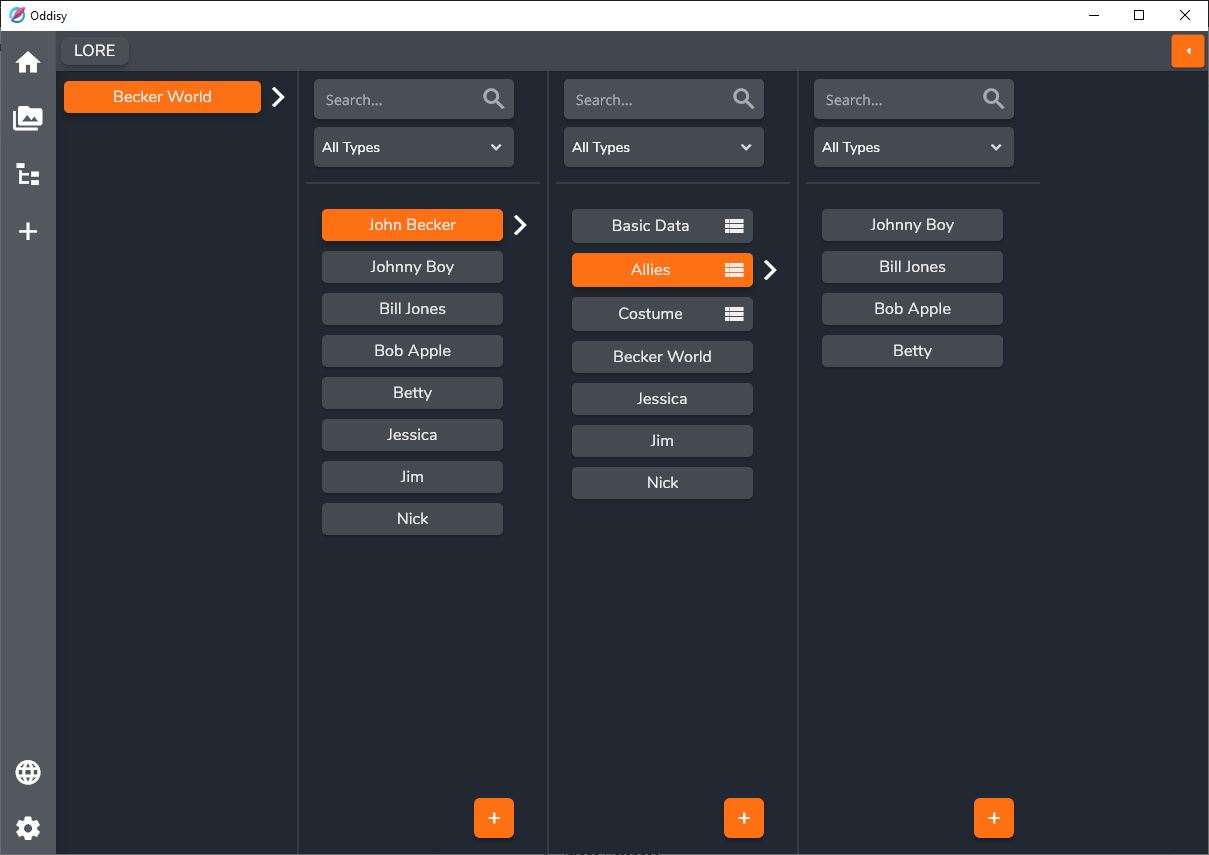 Oddisy
LORE
Becker World
Search...
All Types
John Becker
Johnny Boy
Bill Jones
Bob Apple
Betty
Jessica
Jim
Nick
+
Search...
All Types
Basic Data
Allies
Costume
Becker World
Jessica
Jim
Nick
+
Search...
All Types
Johnny Boy
Bill Jones
Bob Apple
Betty
+